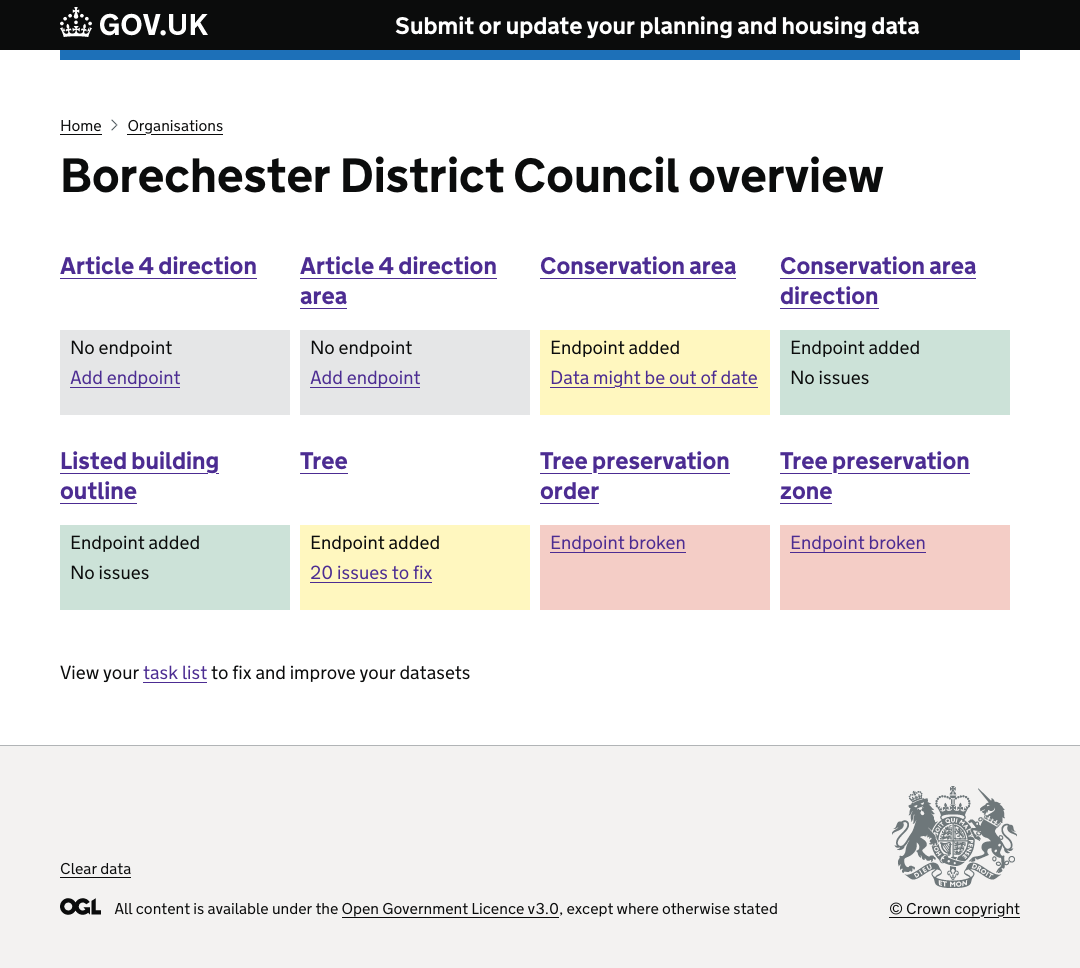 GOV.UK
Submit or update your planning and housing data
Home > Organisations
Borechester District Council overview
Article 4 direction
No endpoint
Add endpoint
Article 4 direction
area
No endpoint
Add endpoint
Conservation area
Endpoint added
Data might be out of date
Conservation area
direction
Endpoint added
No issues
Listed building
outline
Endpoint added
No issues
Tree
Endpoint added
20 issues to fix
Tree preservation
order
Endpoint broken
Tree preservation
zone
Endpoint broken
View your task list to fix and improve your datasets
Clear data
OGL All content is available under the Open Government Licence v3.0, except where otherwise stated
DIEU ET MON DROIT
© Crown copyright